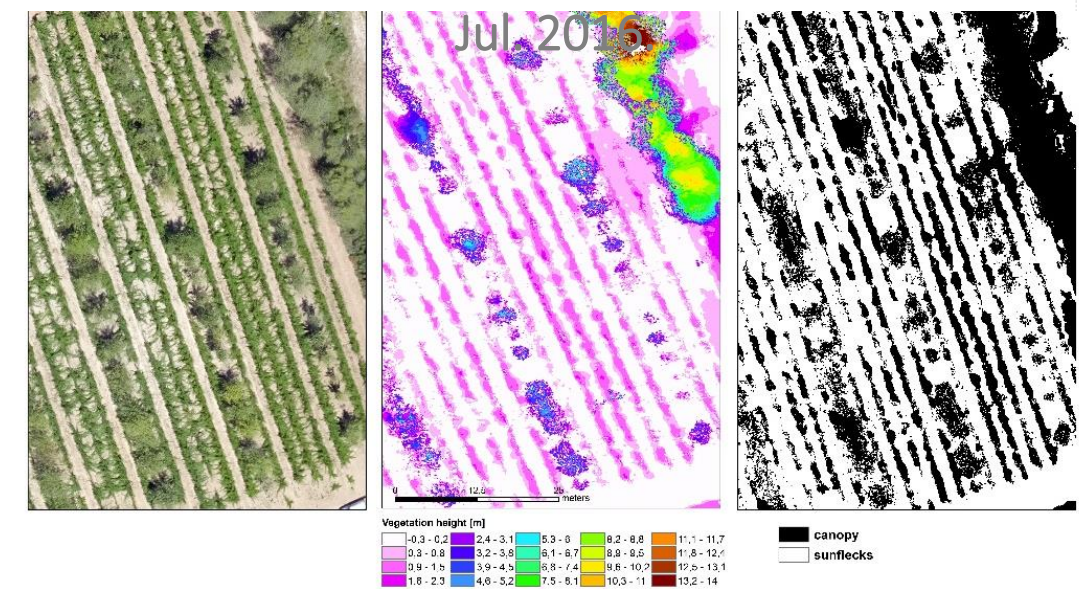 Jul, 2016
0 12,5 25
meters
Vegetation height [m]
-0,3 - 0,2 2,4 - 3,1 5,3 - 6 8,2 - 8,8 11,1 - 11,7
0,3 - 0,8 3,2 - 3,8 6,1 - 6,7 8,9 - 9,5 11,8 - 12,4
0,9 - 1,5 3,9 - 4,5 6,8 - 7,4 9,6 - 10,2 12,5 - 13,1
1,6 - 2,3 4,6 - 5,2 7,5 - 8,1 10,3 - 11 13,2 - 14
canopy
sunflecks